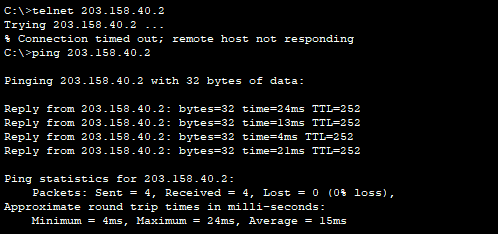 C:\>telnet 203.158.40.2
Trying 203.158.40.2 ...
% Connection timed out; remote host not responding
C:\>ping 203.158.40.2
Pinging 203.158.40.2 with 32 bytes of data:
Reply from 203.158.40.2: bytes=32 time=24ms TTL=252
Reply from 203.158.40.2: bytes=32 time=13ms TTL=252
Reply from 203.158.40.2: bytes=32 time=4ms TTL=252
Reply from 203.158.40.2: bytes=32 time=21ms TTL=252
Ping statistics for 203.158.40.2:
Packets: Sent = 4, Received = 4, Lost = 0 (0% loss),
Approximate round trip times in milli-seconds:
Minimum = 4ms, Maximum = 24ms, Average = 15ms